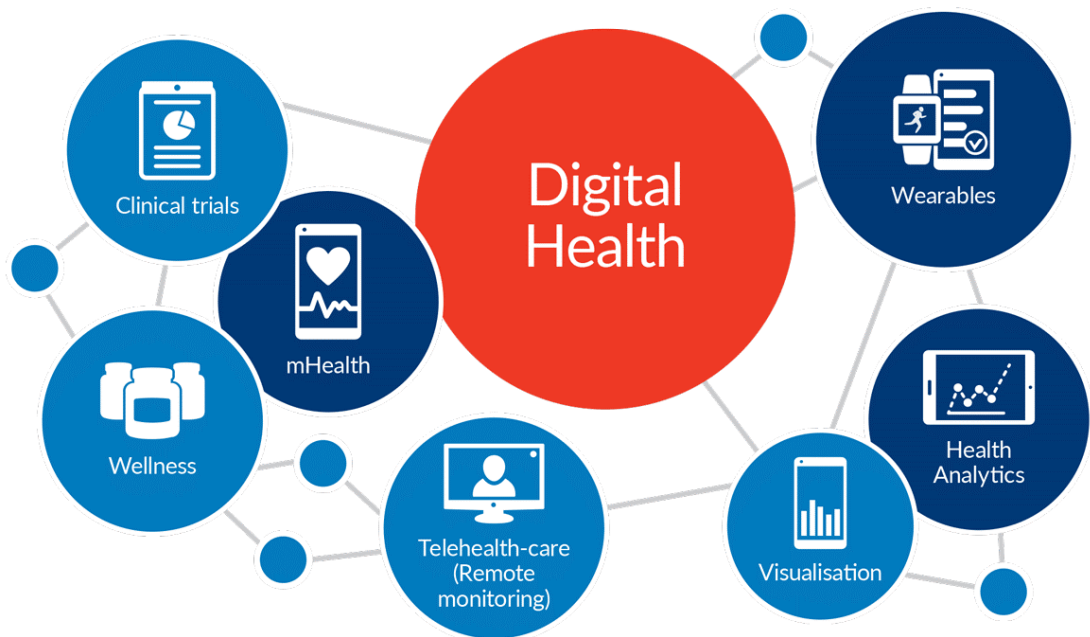 Digital
Health
Clinical trials
Wearables
mHealth
Wellness
Health
Analytics
Telehealth-care
(Remote
monitoring)
Visualisation